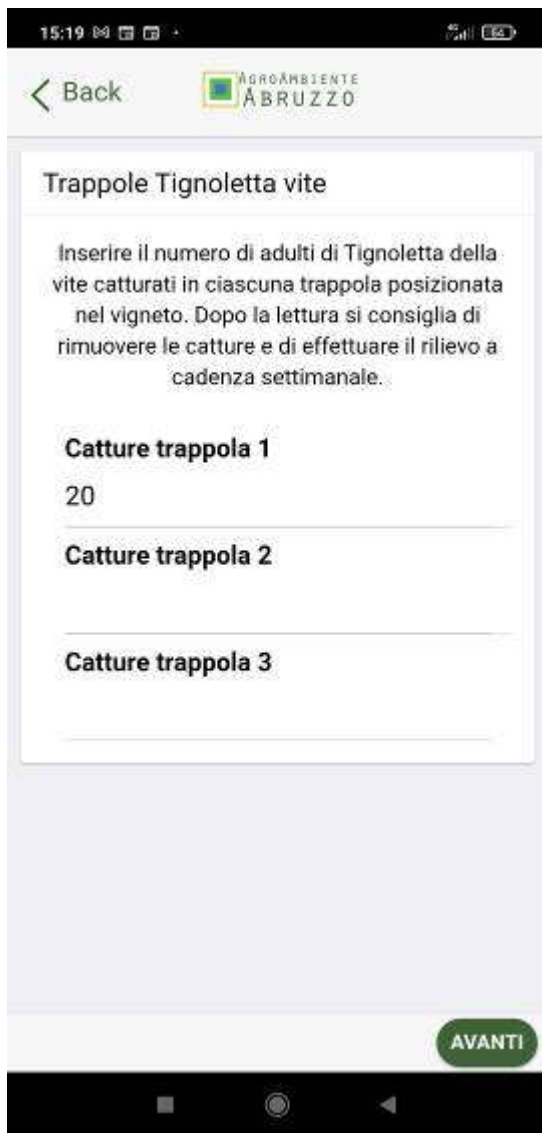 15:19
64
Back
AGROAMBIENTE
ABRUZZO
Trappole Tignoletta vite
Inserire il numero di adulti di Tignoletta della
vite catturati in ciascuna trappola posizionata
nel vigneto. Dopo la lettura si consiglia di
rimuovere le catture e di effettuare il rilievo a
cadenza settimanale.
Catture trappola 1
20
Catture trappola 2
Catture trappola 3
AVANTI